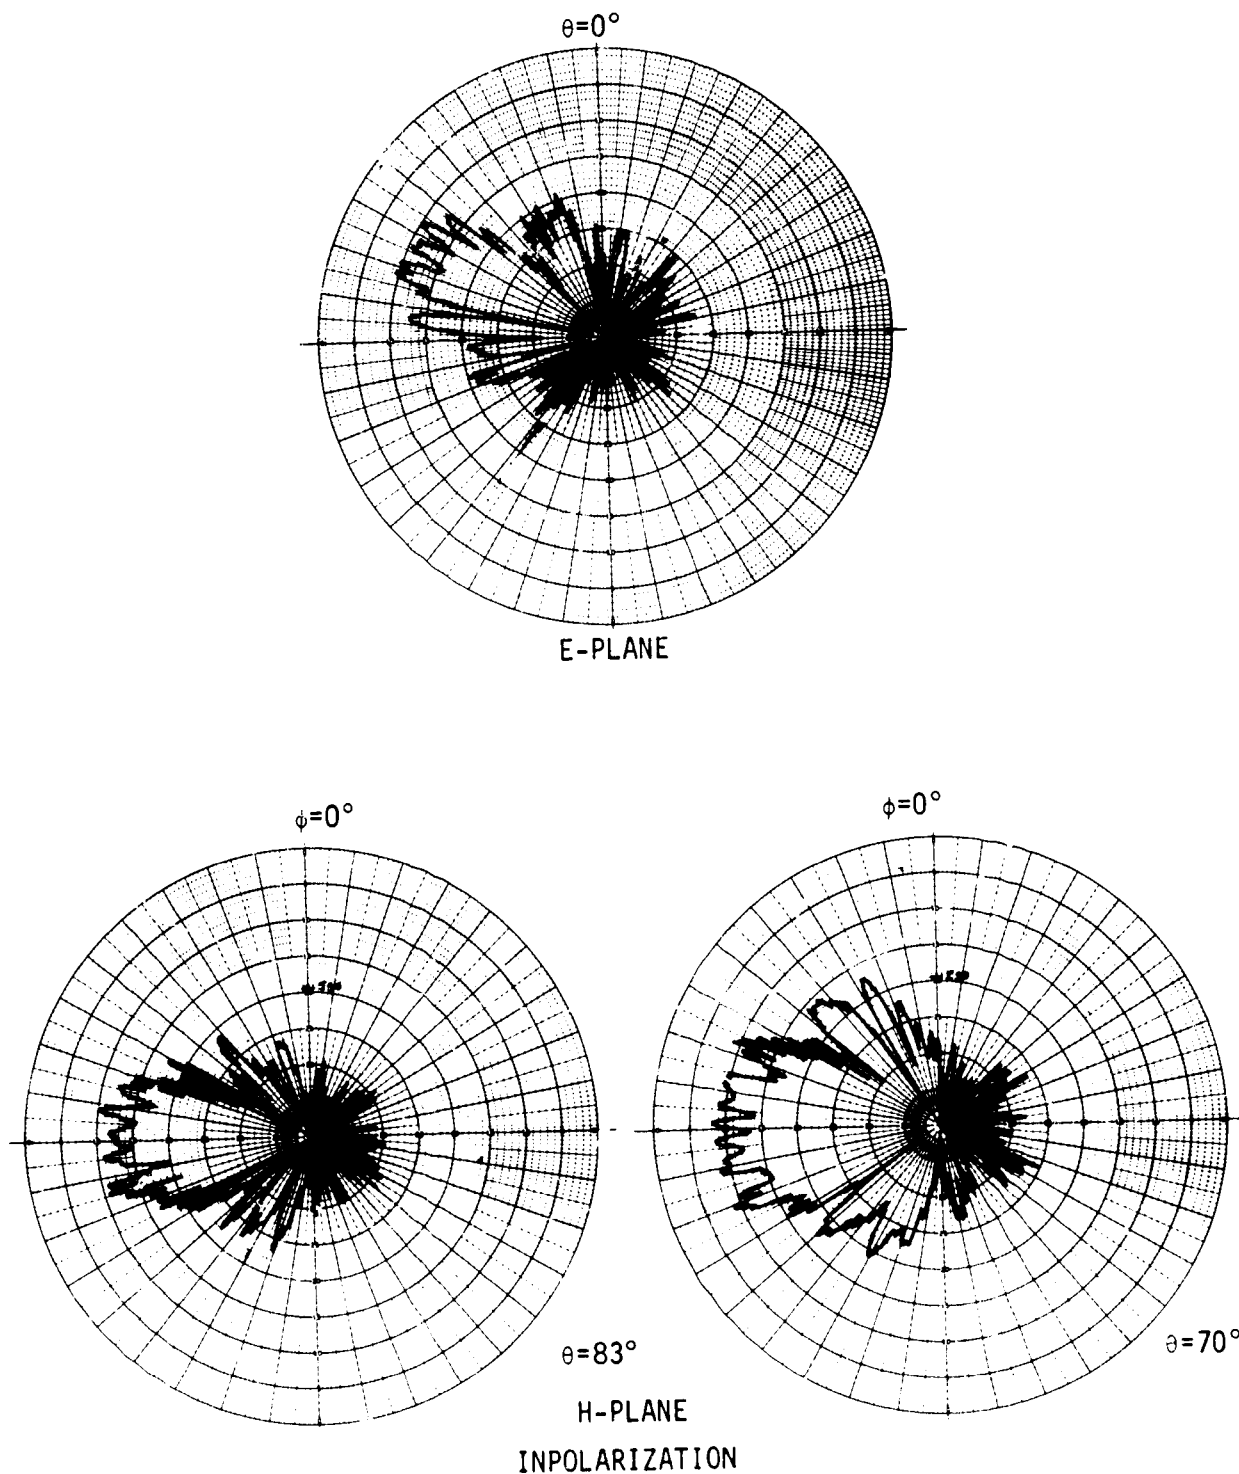 θ=0°
E-PLANE
φ=0°
φ=0°
θ=83°
θ=70°
H-PLANE
INPOLARIZATION